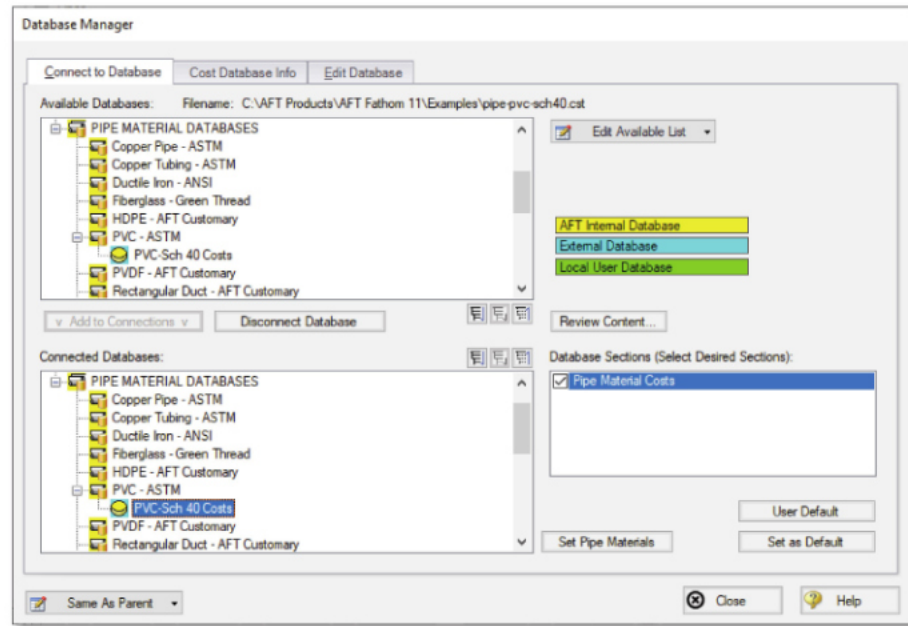 Database Manager
Connect to Database
Cost Database Info
Edit Database
Available Databases: Filename: C:\AFT Products\AFT Fathom 11\Examples\pipe-pvc-sch40.cst
PIPE MATERIAL DATABASES
Copper Pipe - ASTM
Copper Tubing - ASTM
Ductile Iron - ANSI
Fiberglass - Green Thread
HDPE - AFT Customary
PVC - ASTM
PVC-Sch 40 Costs
PVDF - AFT Customary
Rectangular Duct - AFT Customary
Edit Available List
AFT Internal Database
External Database
Local User Database
v Add to Connections v
Disconnect Database
Review Content...
Connected Databases:
PIPE MATERIAL DATABASES
Copper Pipe - ASTM
Copper Tubing - ASTM
Ductile Iron - ANSI
Fiberglass - Green Thread
HDPE - AFT Customary
PVC - ASTM
PVC-Sch 40 Costs
PVDF - AFT Customary
Rectangular Duct - AFT Customary
Database Sections (Select Desired Sections):
Pipe Material Costs
User Default
Set Pipe Materials
Set as Default
Same As Parent
Close
Help